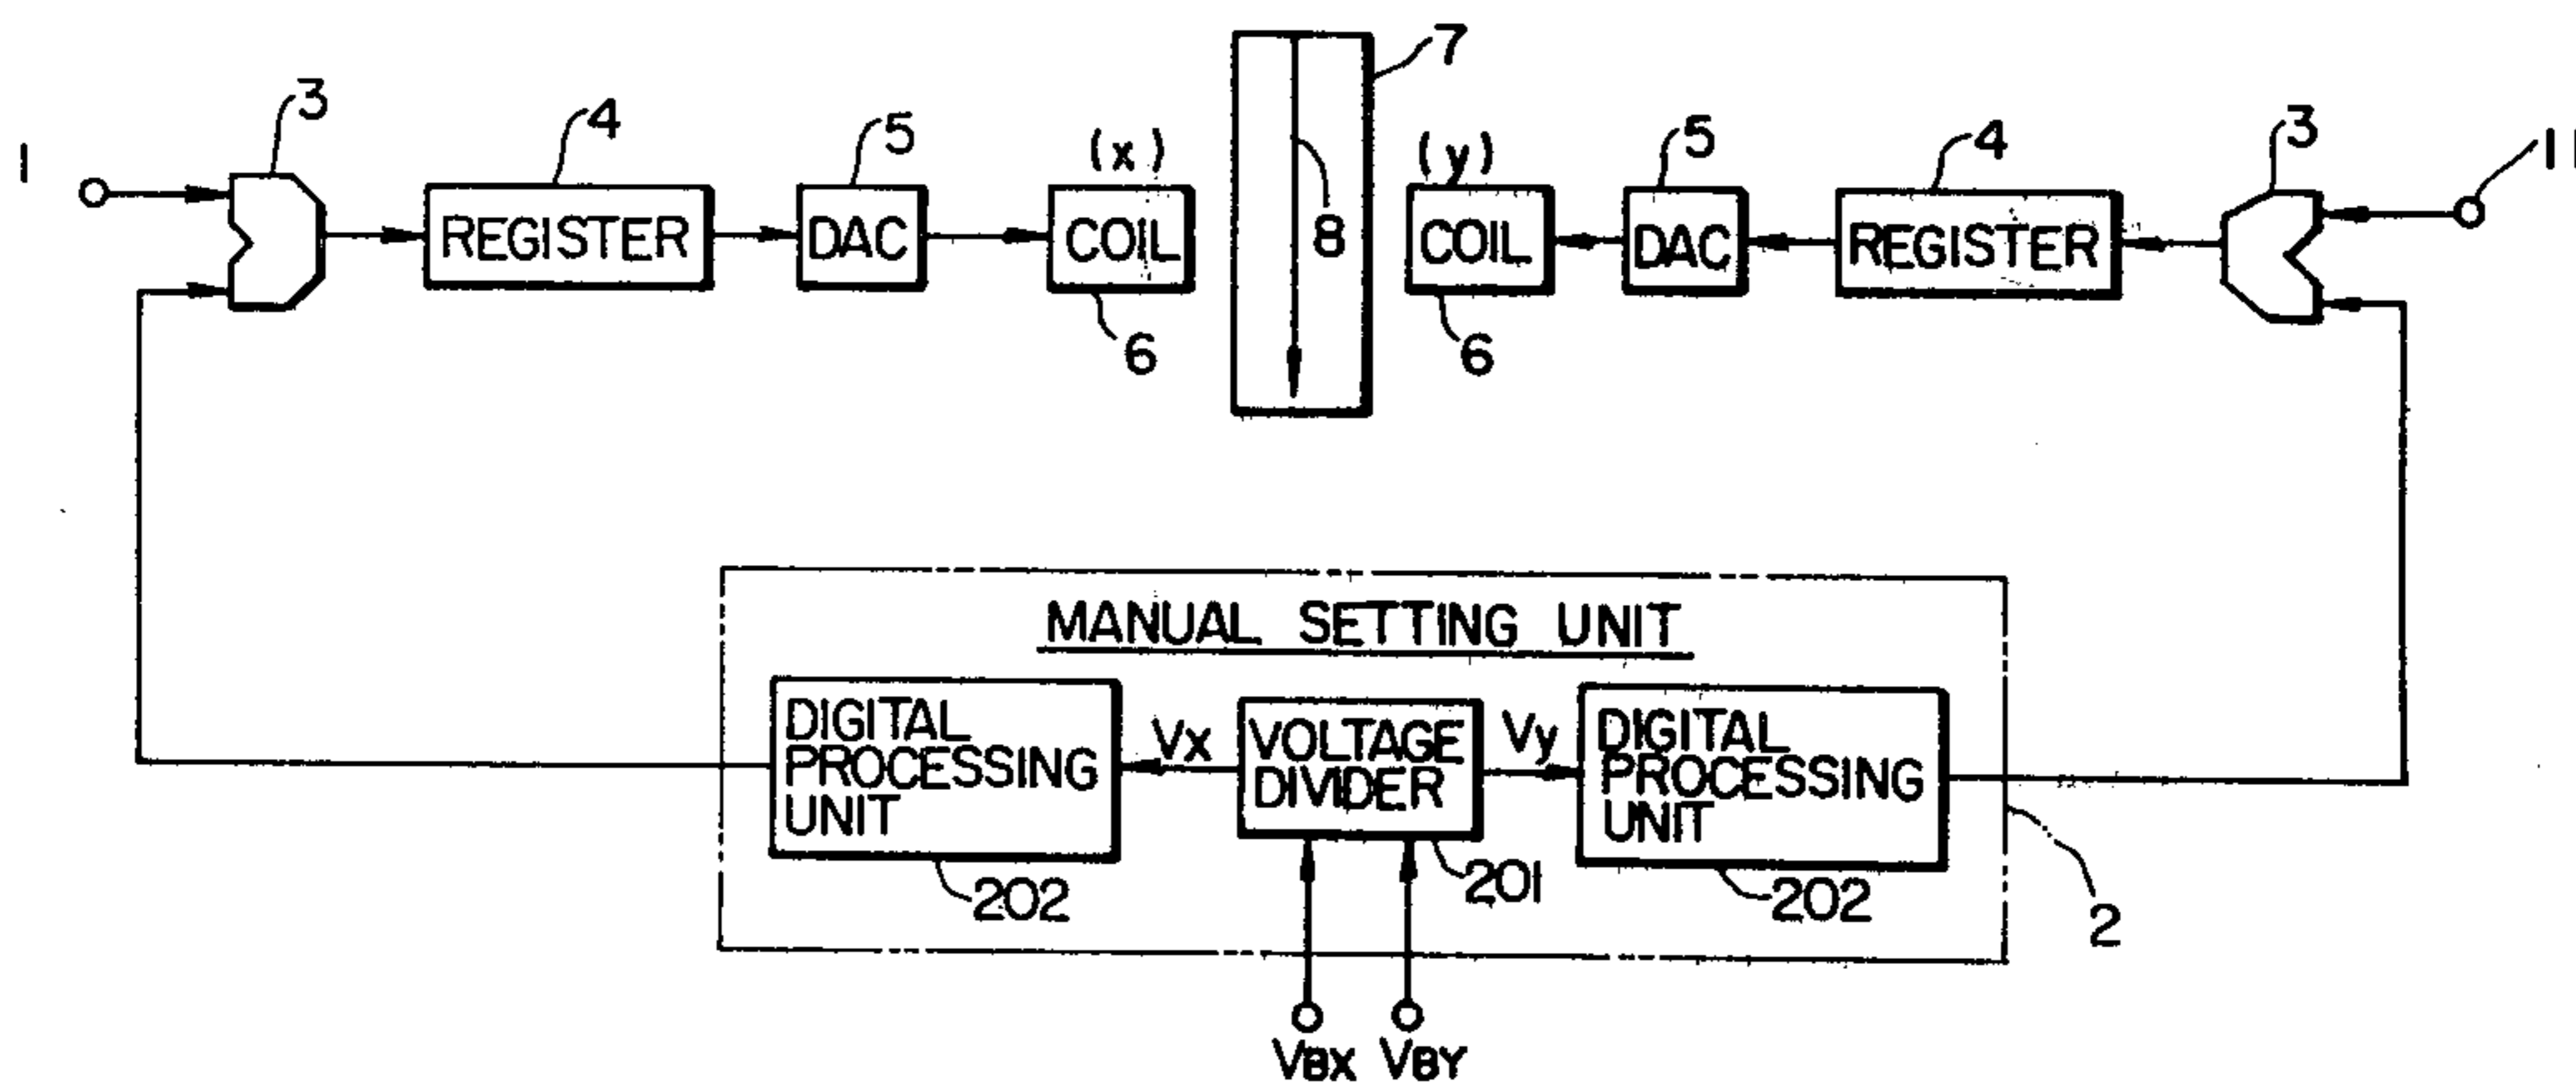 7
3
4
5
(x)
(y)
5
4
3
1
11
REGISTER
DAC
COIL
8
COIL
DAC
REGISTER
6
6
MANUAL SETTING UNIT
DIGITAL
PROCESSING
UNIT
Vx
VOLTAGE
DIVIDER
Vy
DIGITAL
PROCESSING
UNIT
202
201
202
2
VBX
VBY